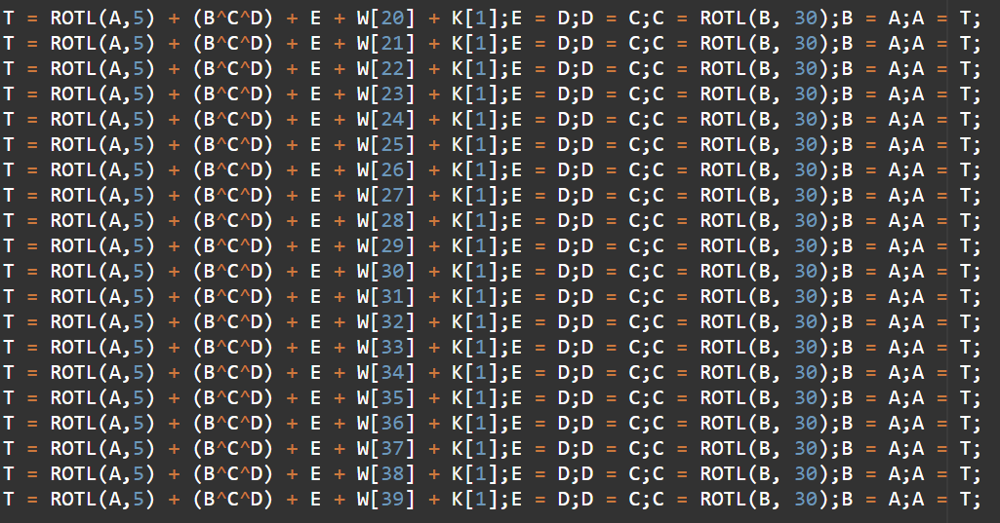 T = ROTL(A,5) + (B^C^D) + E + W[20] + K[1];E = D;D = C;C = ROTL(B, 30);B = A;A = T;
T = ROTL(A,5) + (B^C^D) + E + W[21] + K[1];E = D;D = C;C = ROTL(B, 30);B = A;A = T;
T = ROTL(A,5) + (B^C^D) + E + W[22] + K[1];E = D;D = C;C = ROTL(B, 30);B = A;A = T;
T = ROTL(A,5) + (B^C^D) + E + W[23] + K[1];E = D;D = C;C = ROTL(B, 30);B = A;A = T;
T = ROTL(A,5) + (B^C^D) + E + W[24] + K[1];E = D;D = C;C = ROTL(B, 30);B = A;A = T;
T = ROTL(A,5) + (B^C^D) + E + W[25] + K[1];E = D;D = C;C = ROTL(B, 30);B = A;A = T;
T = ROTL(A,5) + (B^C^D) + E + W[26] + K[1];E = D;D = C;C = ROTL(B, 30);B = A;A = T;
T = ROTL(A,5) + (B^C^D) + E + W[27] + K[1];E = D;D = C;C = ROTL(B, 30);B = A;A = T;
T = ROTL(A,5) + (B^C^D) + E + W[28] + K[1];E = D;D = C;C = ROTL(B, 30);B = A;A = T;
T = ROTL(A,5) + (B^C^D) + E + W[29] + K[1];E = D;D = C;C = ROTL(B, 30);B = A;A = T;
T = ROTL(A,5) + (B^C^D) + E + W[30] + K[1];E = D;D = C;C = ROTL(B, 30);B = A;A = T;
T = ROTL(A,5) + (B^C^D) + E + W[31] + K[1];E = D;D = C;C = ROTL(B, 30);B = A;A = T;
T = ROTL(A,5) + (B^C^D) + E + W[32] + K[1];E = D;D = C;C = ROTL(B, 30);B = A;A = T;
T = ROTL(A,5) + (B^C^D) + E + W[33] + K[1];E = D;D = C;C = ROTL(B, 30);B = A;A = T;
T = ROTL(A,5) + (B^C^D) + E + W[34] + K[1];E = D;D = C;C = ROTL(B, 30);B = A;A = T;
T = ROTL(A,5) + (B^C^D) + E + W[35] + K[1];E = D;D = C;C = ROTL(B, 30);B = A;A = T;
T = ROTL(A,5) + (B^C^D) + E + W[36] + K[1];E = D;D = C;C = ROTL(B, 30);B = A;A = T;
T = ROTL(A,5) + (B^C^D) + E + W[37] + K[1];E = D;D = C;C = ROTL(B, 30);B = A;A = T;
T = ROTL(A,5) + (B^C^D) + E + W[38] + K[1];E = D;D = C;C = ROTL(B, 30);B = A;A = T;
T = ROTL(A,5) + (B^C^D) + E + W[39] + K[1];E = D;D = C;C = ROTL(B, 30);B = A;A = T;